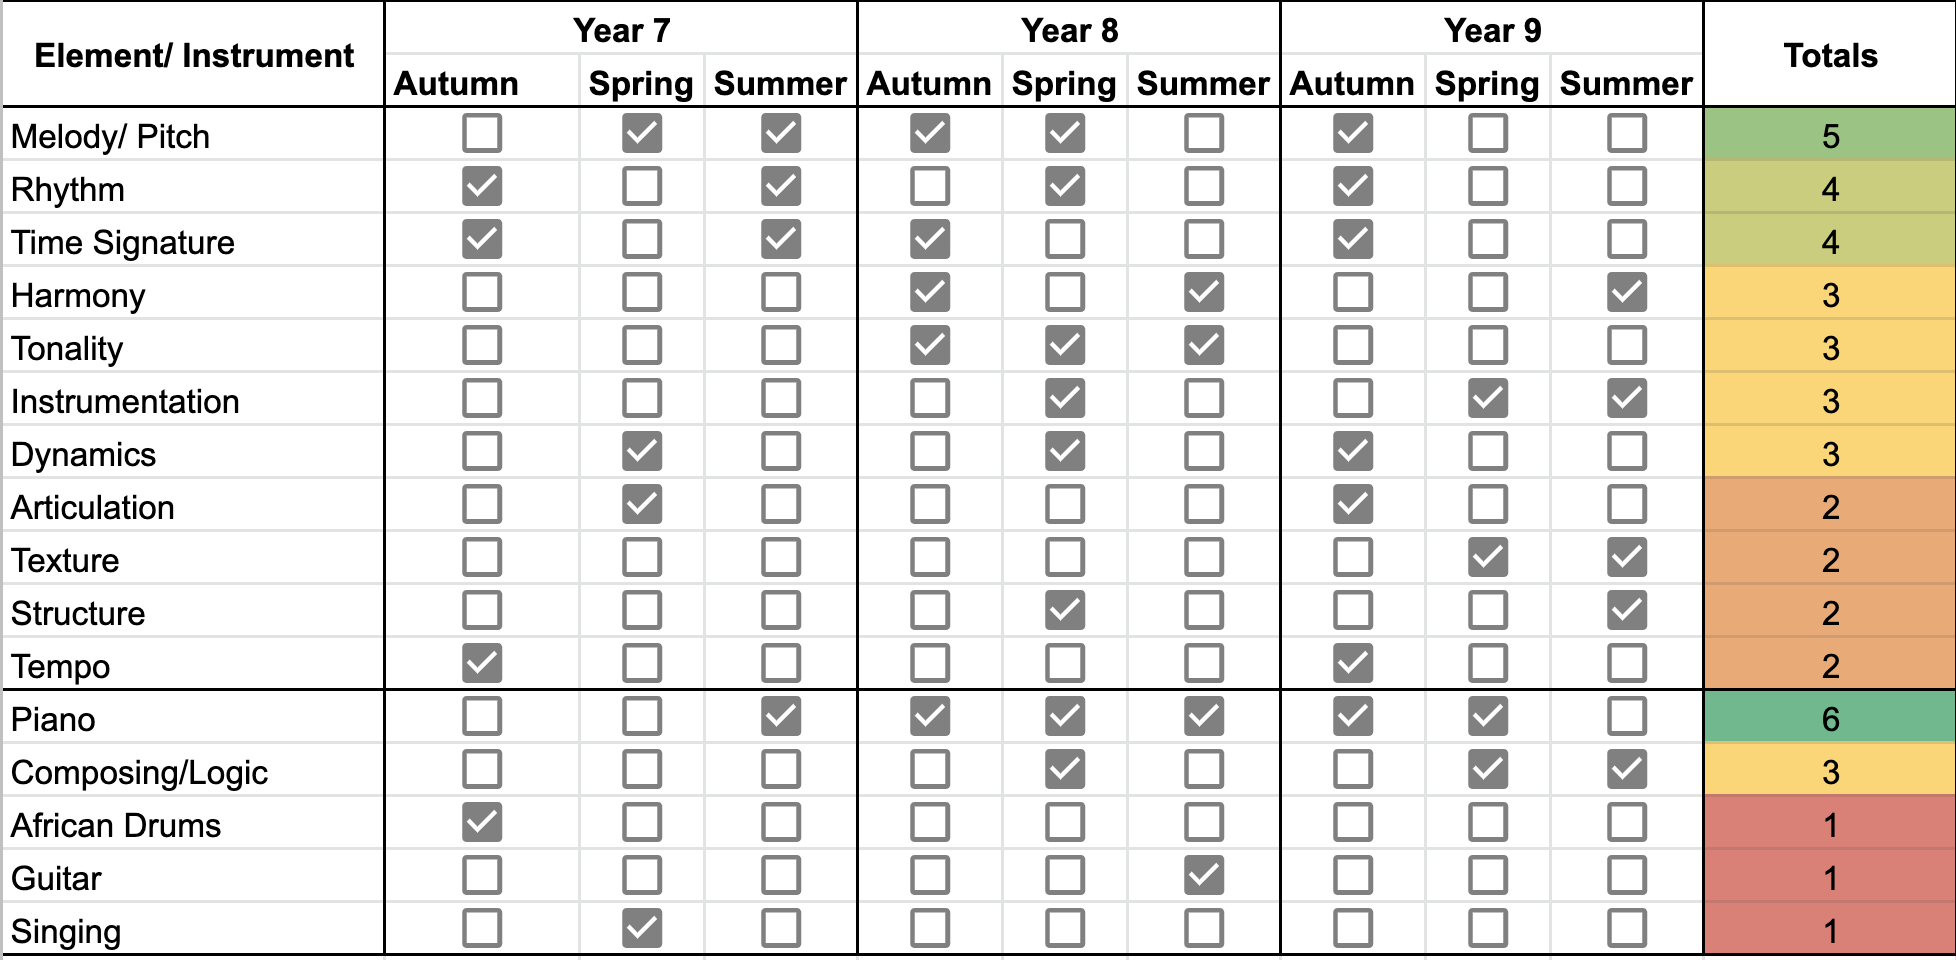 Element/ Instrument Year 7 Year 8 Year 9 Totals
Autumn Spring Summer Autumn Spring Summer Autumn Spring Summer
Melody/ Pitch 5
Rhythm 4
Time Signature 4
Harmony 3
Tonality 3
Instrumentation 3
Dynamics 3
Articulation 2
Texture 2
Structure 2
Tempo 2
Piano 6
Composing/Logic 3
African Drums 1
Guitar 1
Singing 1